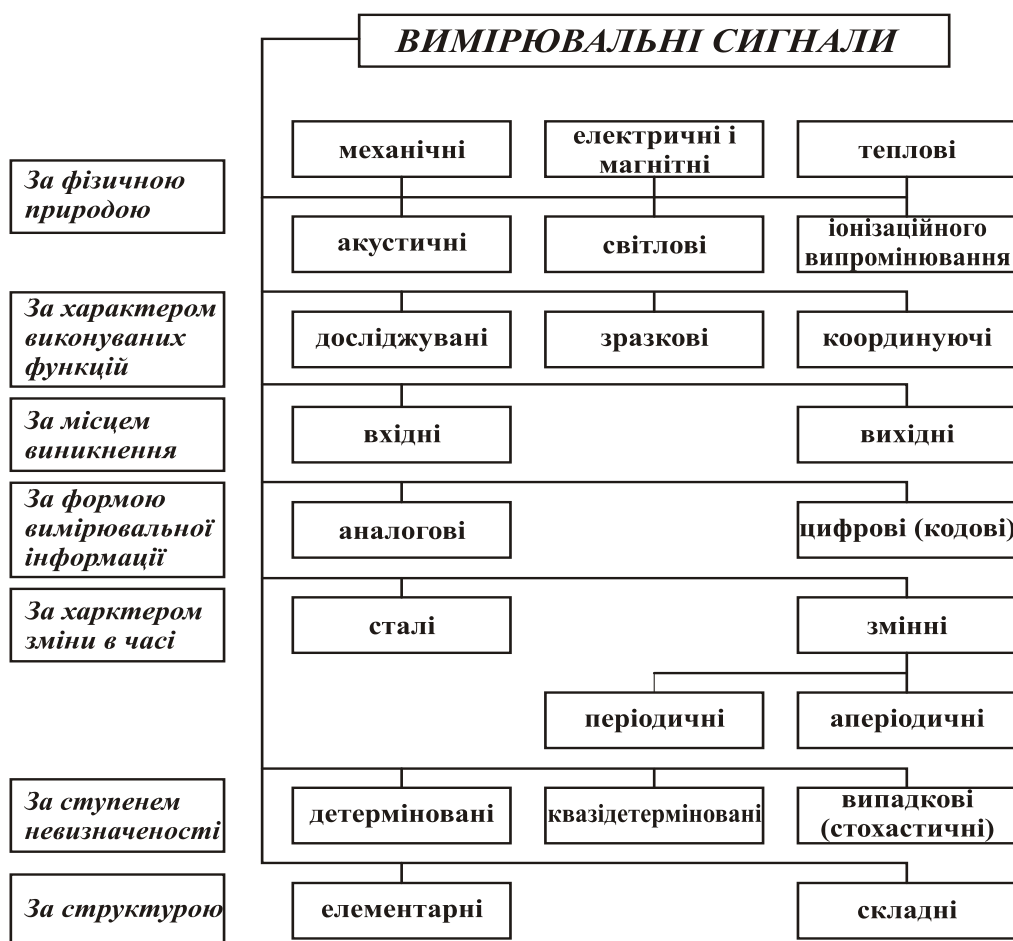 ВИМІРЮВАЛЬНІ СИГНАЛИ
За фізичною
природою
механічні
електричні і
магнітні
теплові
акустичні
світлові
іонізаційного
випромінювання
За характером
виконуваних
функцій
досліджувані
зразкові
координуючі
За місцем
виникнення
вхідні
вихідні
За формою
вимірювальної
інформації
аналогові
цифрові (кодові)
За харктером
зміни в часі
сталі
змінні
періодичні
аперіодичні
За ступенем
невизначеності
детерміновані
квазідетерміновані
випадкові
(стохастичні)
За структурою
елементарні
складні